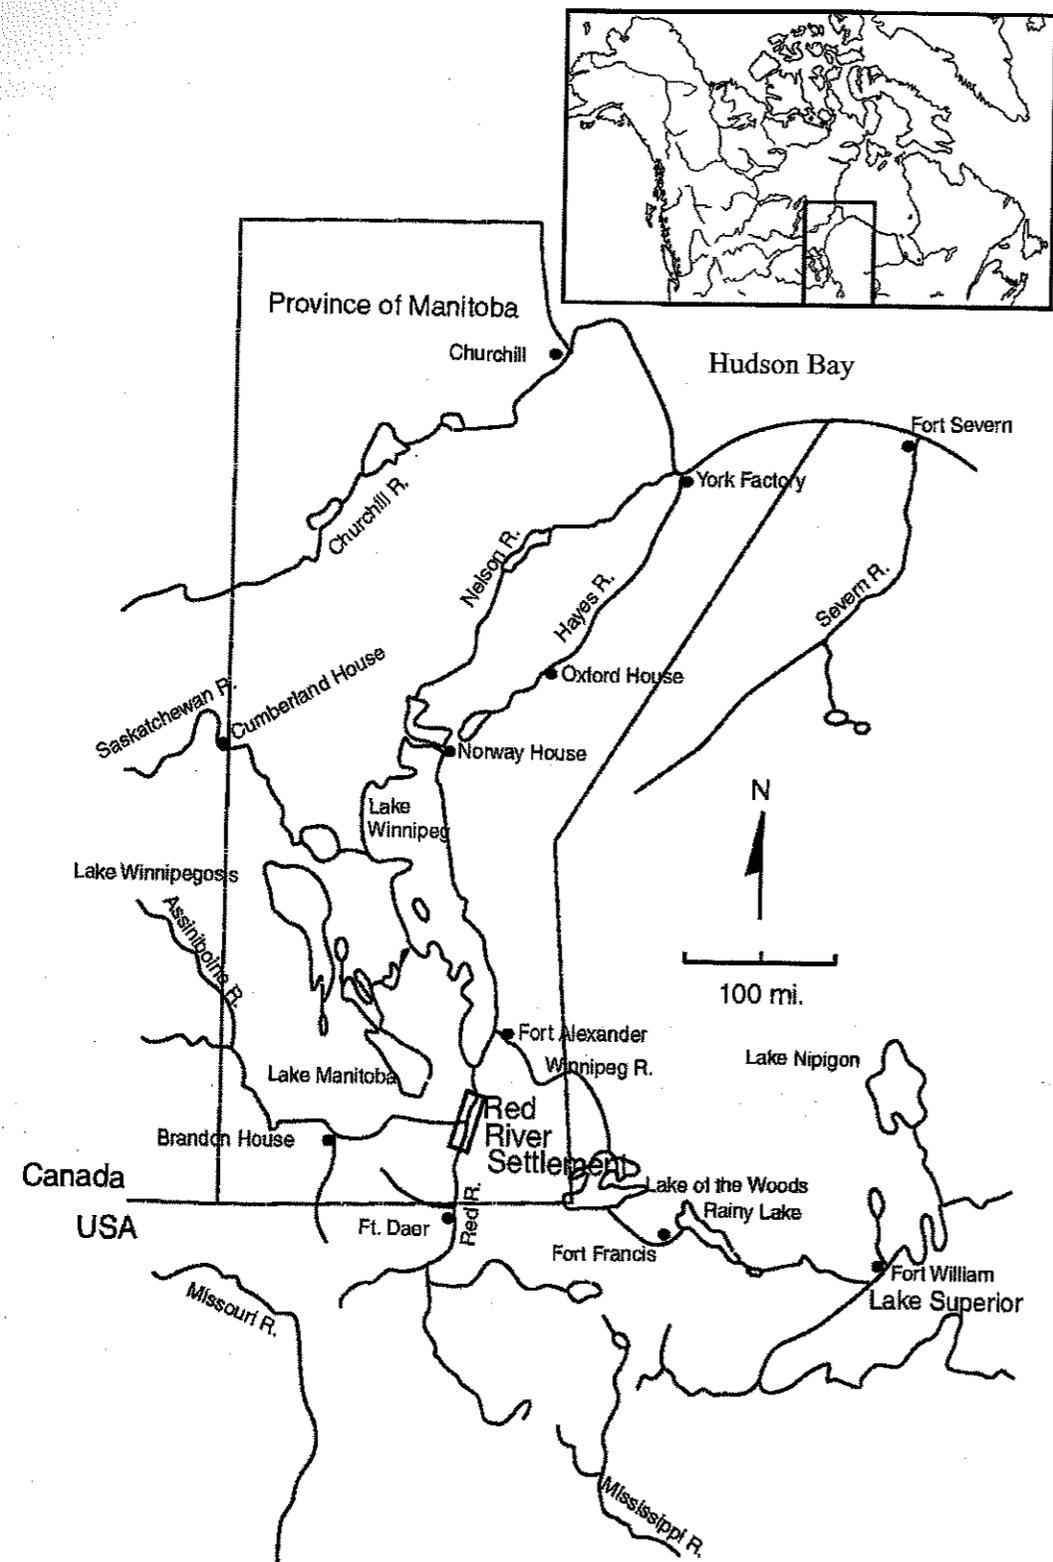 Province of Manitoba
Churchill
Hudson Bay
Fort Severn
York Factory
Churchill R.
Nelson R.
Hayes R.
Severn R.
Oxford House
Saskatchewan R.
Cumberland House
Norway House
N
Lake
Winnipeg
Lake Winnipegosis
Assiniboins R.
100 mi.
Fort Alexander
Winnipeg R.
Lake Nipigon
Lake Manitoba
Red
River
Settlement
Brandon House
Canada
USA
Lake of the Woods
Rainy Lake
Ft. Daer
Red R.
Fort Francis
Fort William
Lake Superior
Missouri R.
Mississippi R.